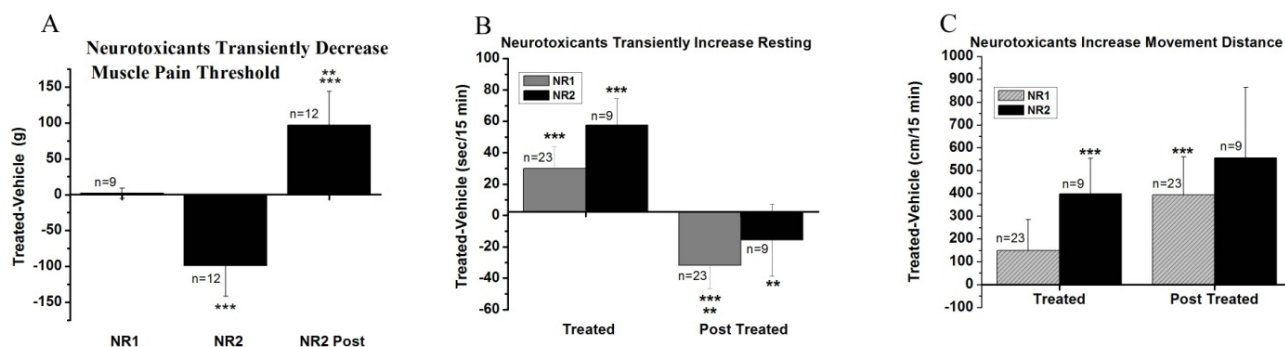 A
Neurotoxicants Transiently Decrease
Muscle Pain Threshold
Treated-Vehicle (g)
150
100
50
0
-50
-100
-150
n=9
n=12
***
n=12
**
***
NR1
NR2
NR2 Post
B
Neurotoxicants Transiently Increase Resting
Treated-Vehicle (sec/15 min)
100
80
60
40
20
0
-20
-40
-60
NR1
NR2
***
n=23
***
n=9
n=23
***
**
n=9
**
Treated
Post Treated
C
Neurotoxicants Increase Movement Distance
Treated-Vehicle (cm/15 min)
1000
900
800
700
600
500
400
300
200
100
0
-100
NR1
NR2
n=23
***
n=9
***
n=23
n=9
Treated
Post Treated